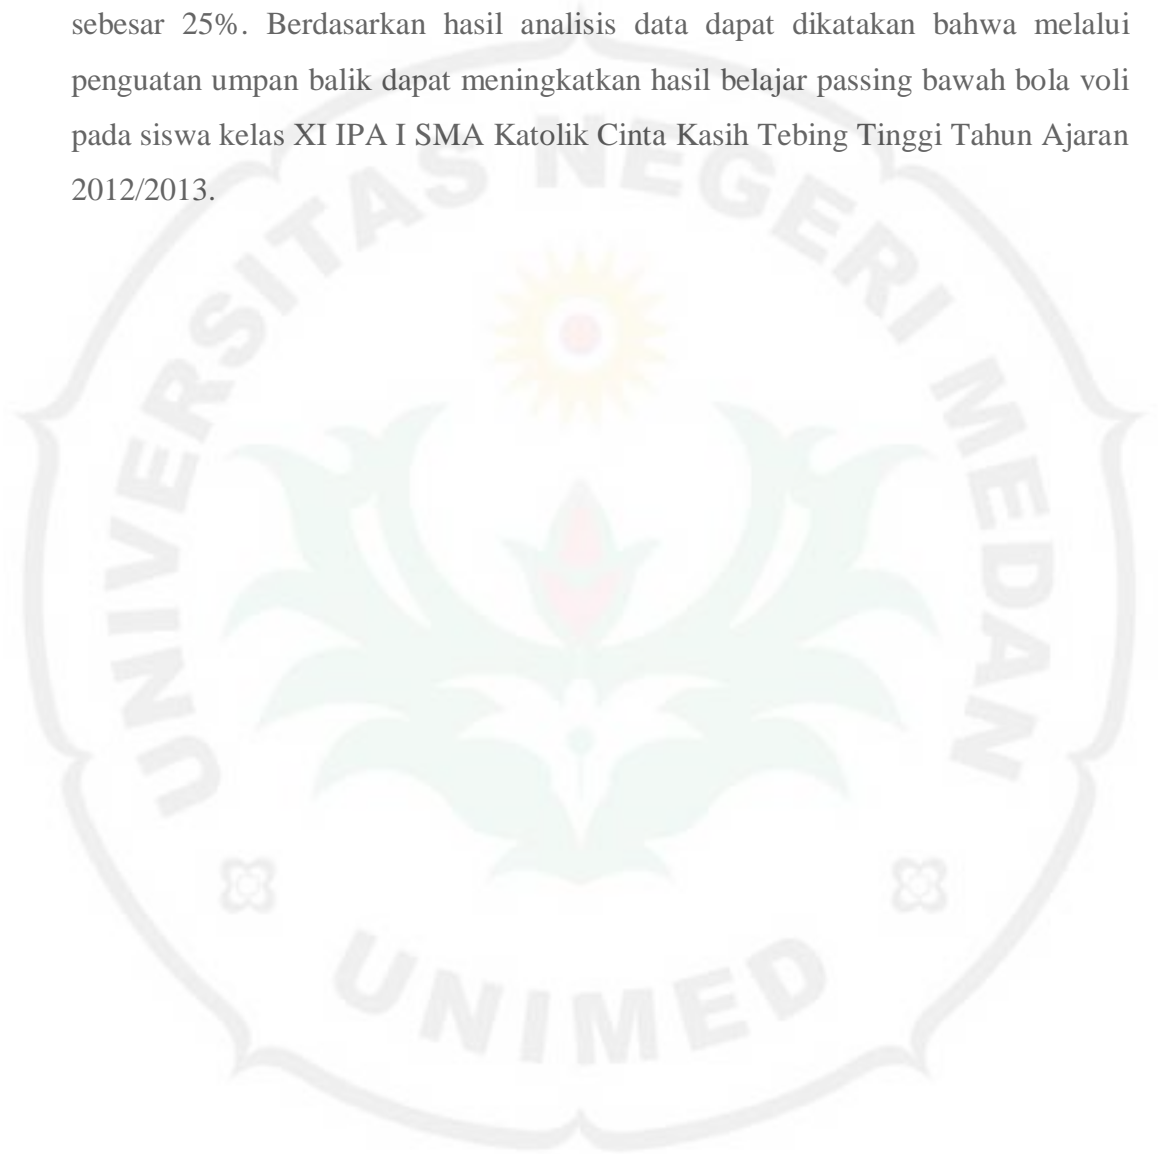 sebesar 25%. Berdasarkan hasil analisis data dapat dikatakan bahwa melalui
penguatan umpan balik dapat meningkatkan hasil belajar passing bawah bola voli
pada siswa kelas XI IPA I SMA Katolik Cinta Kasih Tebing Tinggi Tahun Ajaran
2012/2013.
UNIVERSITAS NEGERI MEDAN
UNIMED